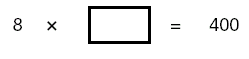 8 × = 400